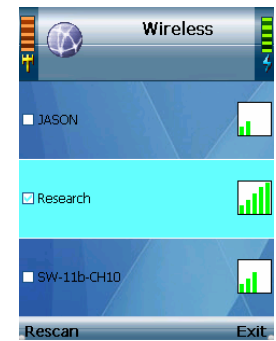 Wireless
JASON
Research
SW-11b-CH10
Rescan Exit